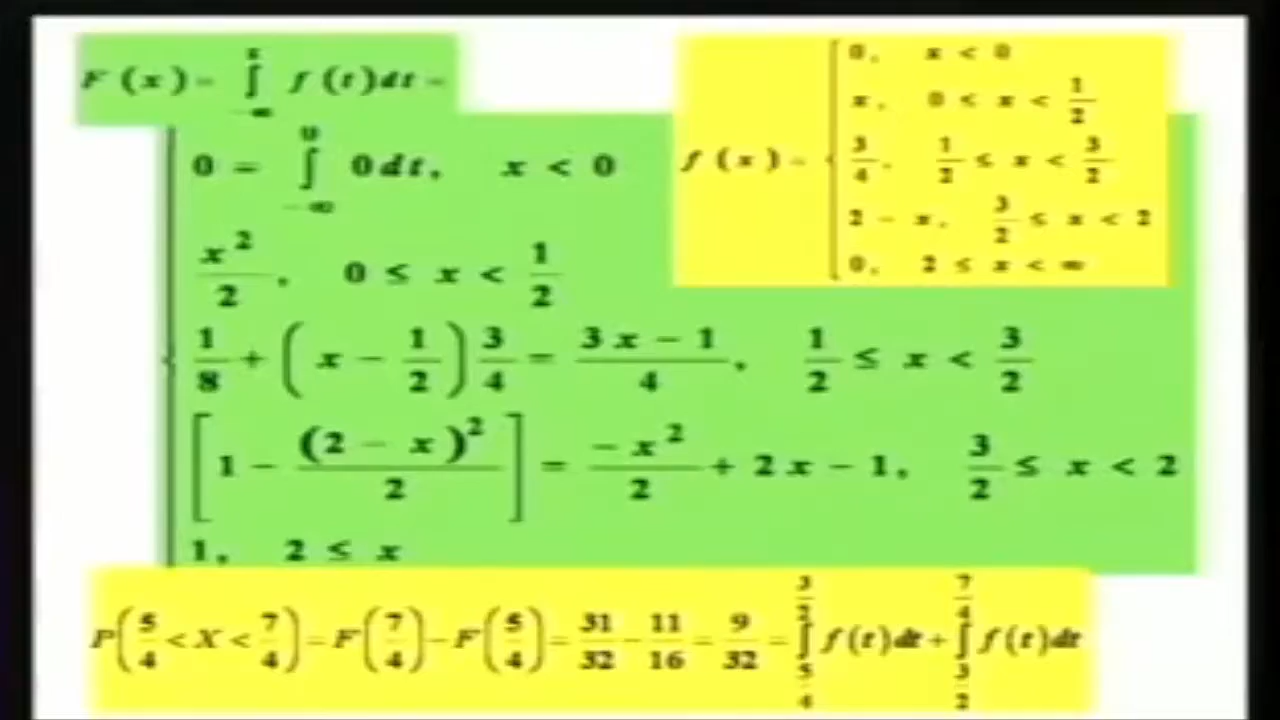 F(x) = ∫_{-∞}^{x} f(t)dt =
0 = ∫_{-∞}^{0} 0dt, x < 0
x²/2, 0 ≤ x < 1/2
1/8 + (x - 1/2) 3/4 = (3x - 1)/4, 1/2 ≤ x < 3/2
[1 - (2 - x)²/2] = -x²/2 + 2x - 1, 3/2 ≤ x < 2
1, 2 ≤ x
f(x) =
0, x < 0
x, 0 ≤ x < 1/2
3/4, 1/2 ≤ x < 3/2
2 - x, 3/2 ≤ x < 2
0, 2 ≤ x < ∞
P(5/4 < X < 7/4) = F(7/4) - F(5/4) = 31/32 - 11/16 = 9/32 = ∫_{5/4}^{3/2} f(t)dt + ∫_{3/2}^{7/4} f(t)dt